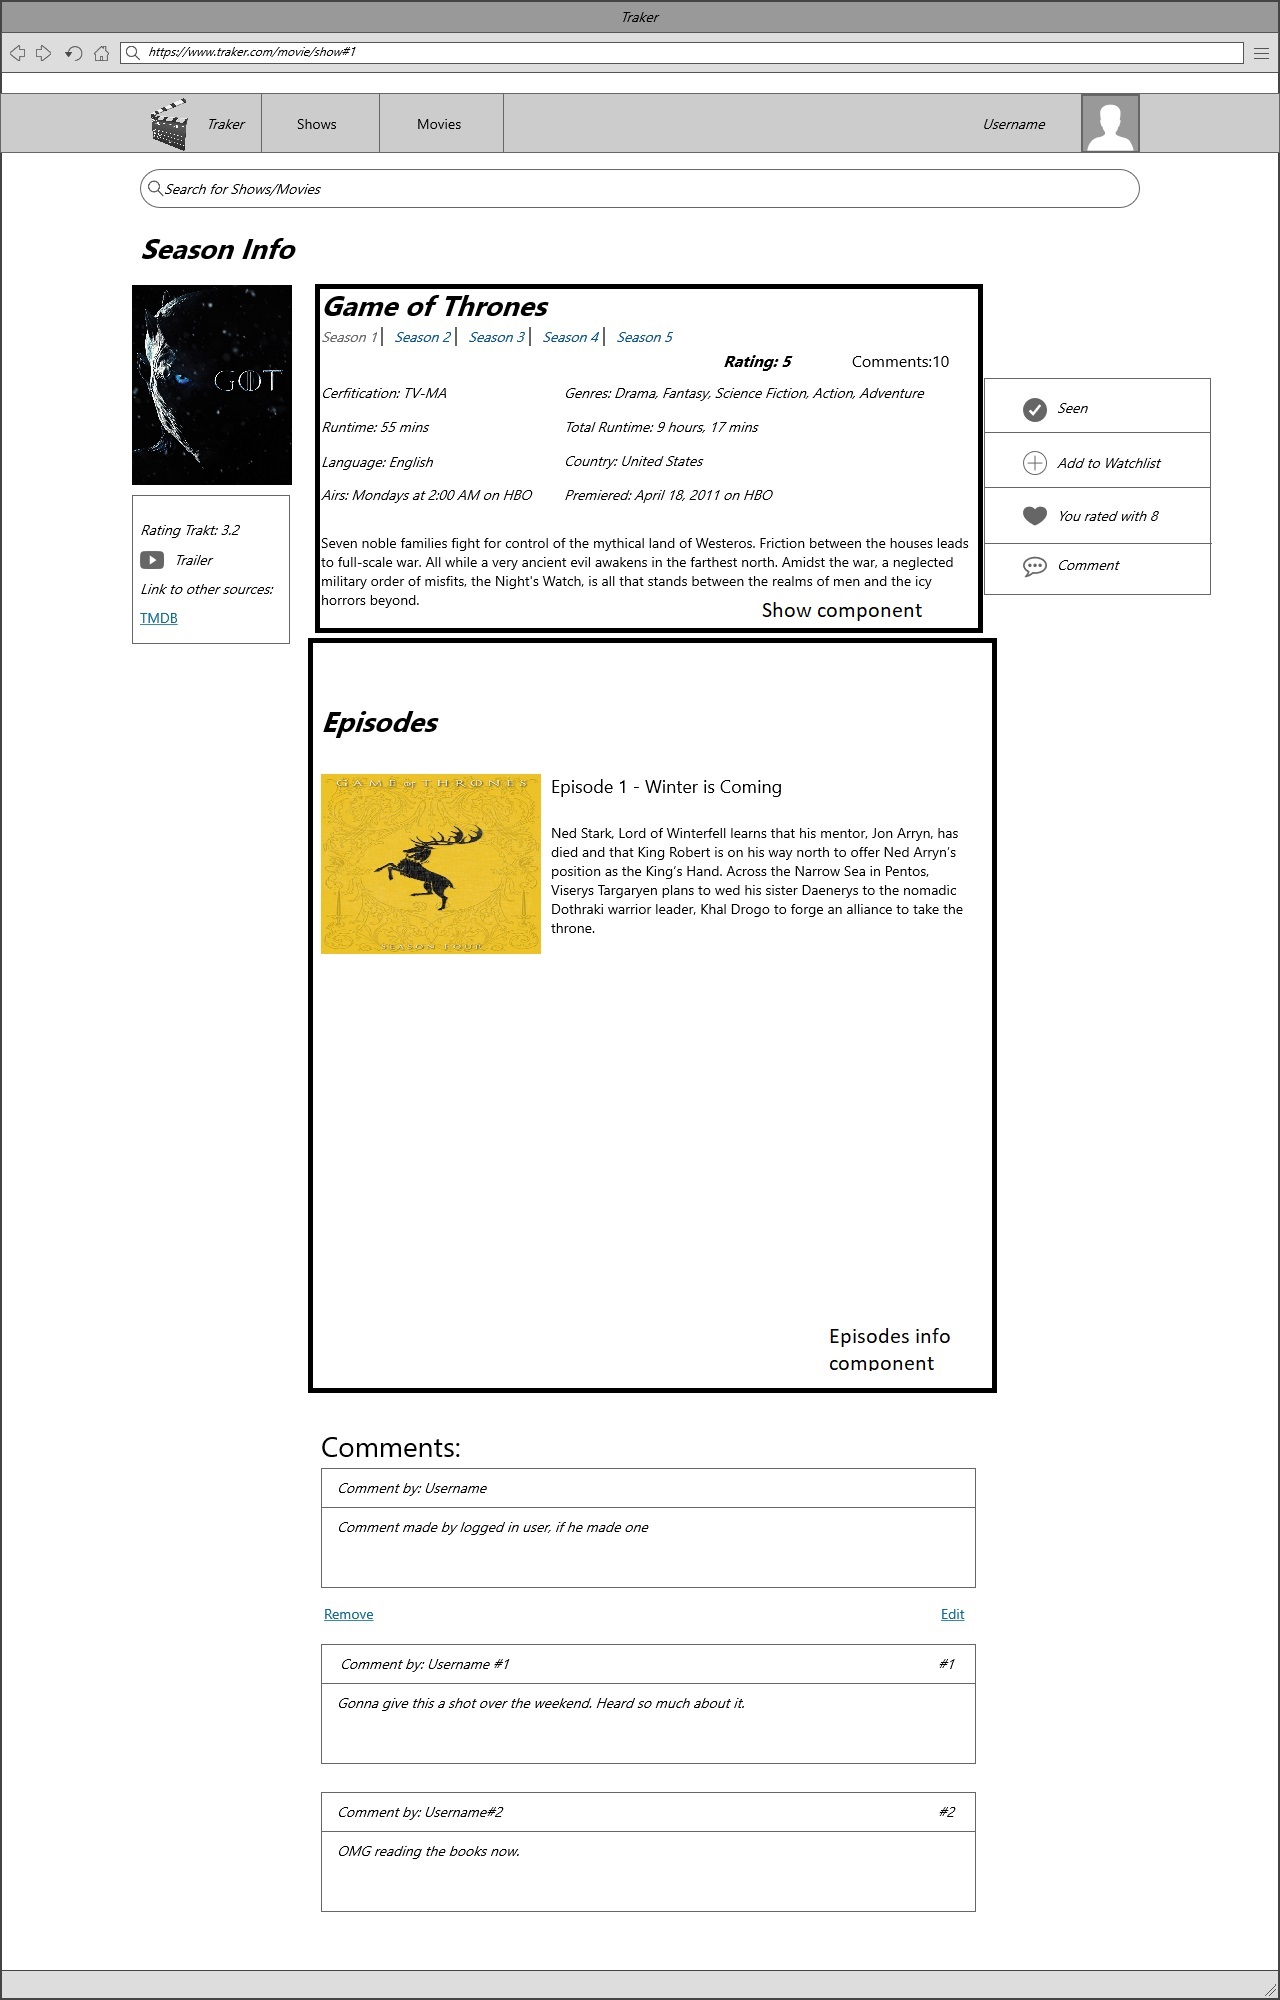 Traker
https://www.traker.com/movie/show#1
Traker
Shows
Movies
Username
Search for Shows/Movies
Season Info
GOT
Rating Trakt: 3.2
Trailer
Link to other sources:
TMDB
Game of Thrones
Season 1 | Season 2 | Season 3 | Season 4 | Season 5
Rating: 5 Comments:10
Cerfitication: TV-MA
Genres: Drama, Fantasy, Science Fiction, Action, Adventure
Runtime: 55 mins
Total Runtime: 9 hours, 17 mins
Language: English
Country: United States
Airs: Mondays at 2:00 AM on HBO
Premiered: April 18, 2011 on HBO
Seven noble families fight for control of the mythical land of Westeros. Friction between the houses leads
to full-scale war. All while a very ancient evil awakens in the farthest north. Amidst the war, a neglected
military order of misfits, the Night's Watch, is all that stands between the realms of men and the icy
horrors beyond.
Show component
Seen
Add to Watchlist
You rated with 8
Comment
Episodes
GAME OF THRONES
SEASON FOUR
Episode 1 - Winter is Coming
Ned Stark, Lord of Winterfell learns that his mentor, Jon Arryn, has
died and that King Robert is on his way north to offer Ned Arryn’s
position as the King’s Hand. Across the Narrow Sea in Pentos,
Viserys Targaryen plans to wed his sister Daenerys to the nomadic
Dothraki warrior leader, Khal Drogo to forge an alliance to take the
throne.
Episodes info
component
Comments:
Comment by: Username
Comment made by logged in user, if he made one
Remove
Edit
Comment by: Username #1
#1
Gonna give this a shot over the weekend. Heard so much about it.
Comment by: Username#2
#2
OMG reading the books now.